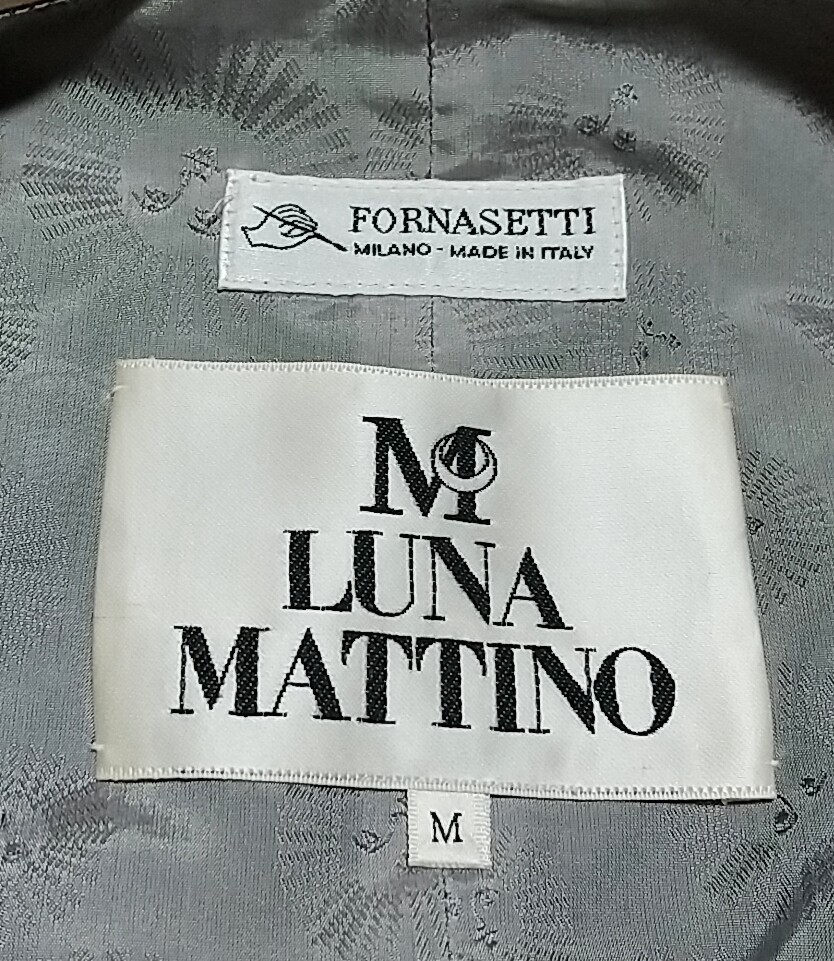 FORNASETTI
MILANO - MADE IN ITALY
M
LUNA
MATTINO
M